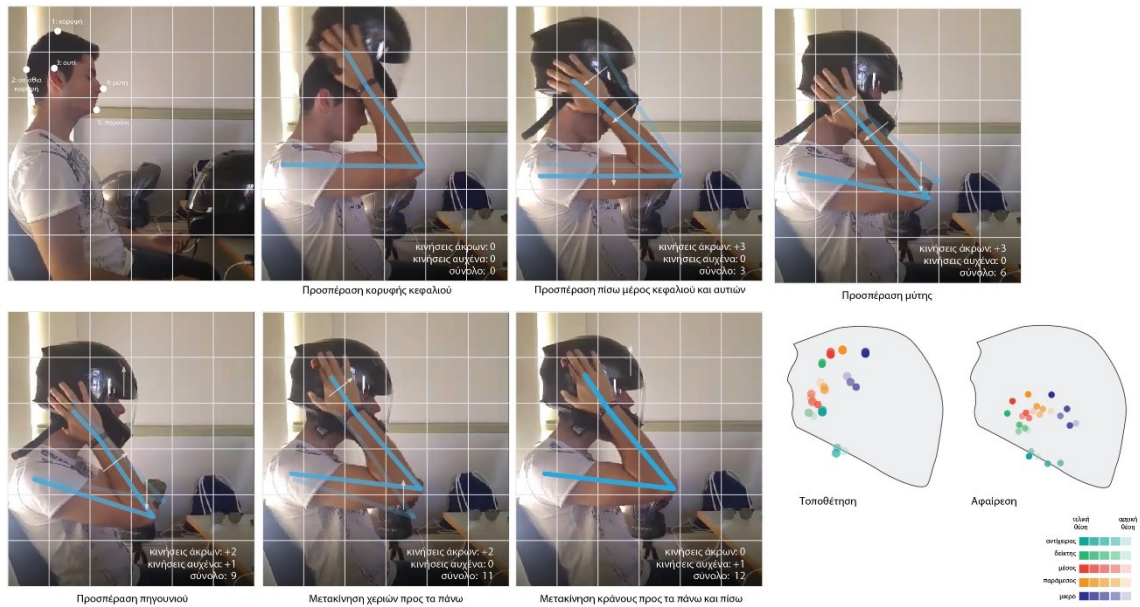 1: κορυφή
2: οπίσθια
κορυφή
3: αυτί
4: μύτη
5: πηγούνι
κινήσεις άκρων: 0
κινήσεις αυχένα: 0
σύνολο: 0
Προσπέραση κορυφής κεφαλιού
κινήσεις άκρων: +3
κινήσεις αυχένα: 0
σύνολο: 3
Προσπέραση πίσω μέρος κεφαλιού και αυτιών
κινήσεις άκρων: +3
κινήσεις αυχένα: 0
σύνολο: 6
Προσπέραση μύτης
κινήσεις άκρων: +2
κινήσεις αυχένα: +1
σύνολο: 9
Προσπέραση πηγουνιού
κινήσεις άκρων: +2
κινήσεις αυχένα: 0
σύνολο: 11
Μετακίνηση χεριών προς τα πάνω
κινήσεις άκρων: 0
κινήσεις αυχένα: +1
σύνολο: 12
Μετακίνηση κράνους προς τα πάνω και πίσω
Τοποθέτηση
Αφαίρεση
τελική θέση
αρχική θέση
αντίχειρας
δείκτης
μέσος
παράμεσος
μικρό